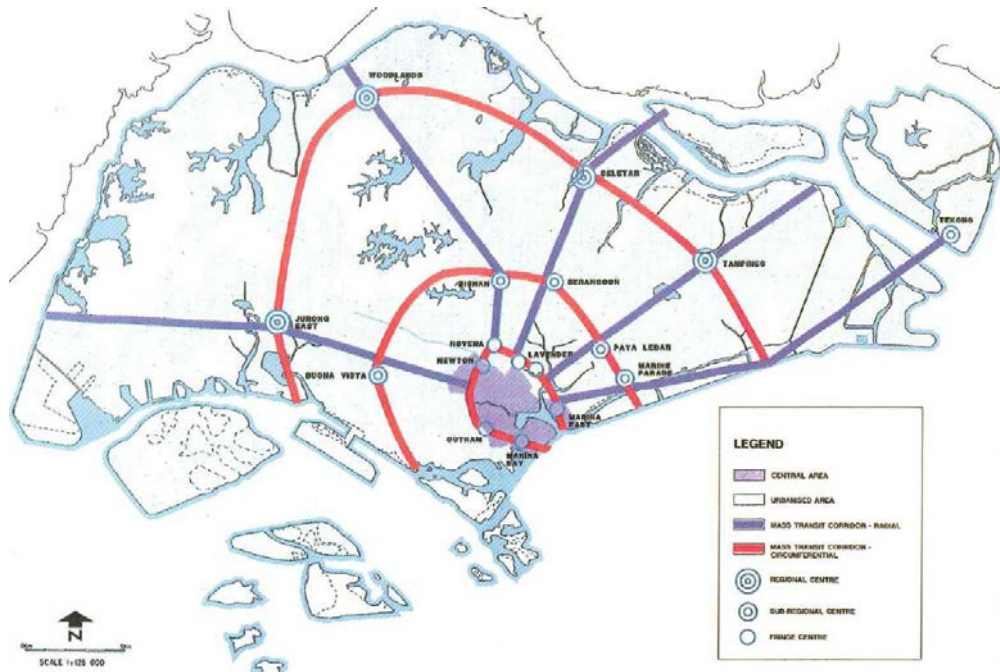 WOODLANDS
SELETAR
TEKONG
TAMPINES
BISHAN
SERANGOON
JURONG
EAST
NOVENA
LAVENDER
PAYA LEBAR
NEWTON
BUONA VISTA
MARINE
PARADE
MARINA
EAST
OUTRAM
MARINA
BAY
LEGEND
CENTRAL AREA
URBANISED AREA
MASS TRANSIT CORRIDOR - RADIAL
MASS TRANSIT CORRIDOR -
CIRCUMFERENTIAL
REGIONAL CENTRE
SUB-REGIONAL CENTRE
FRINGE CENTRE
N